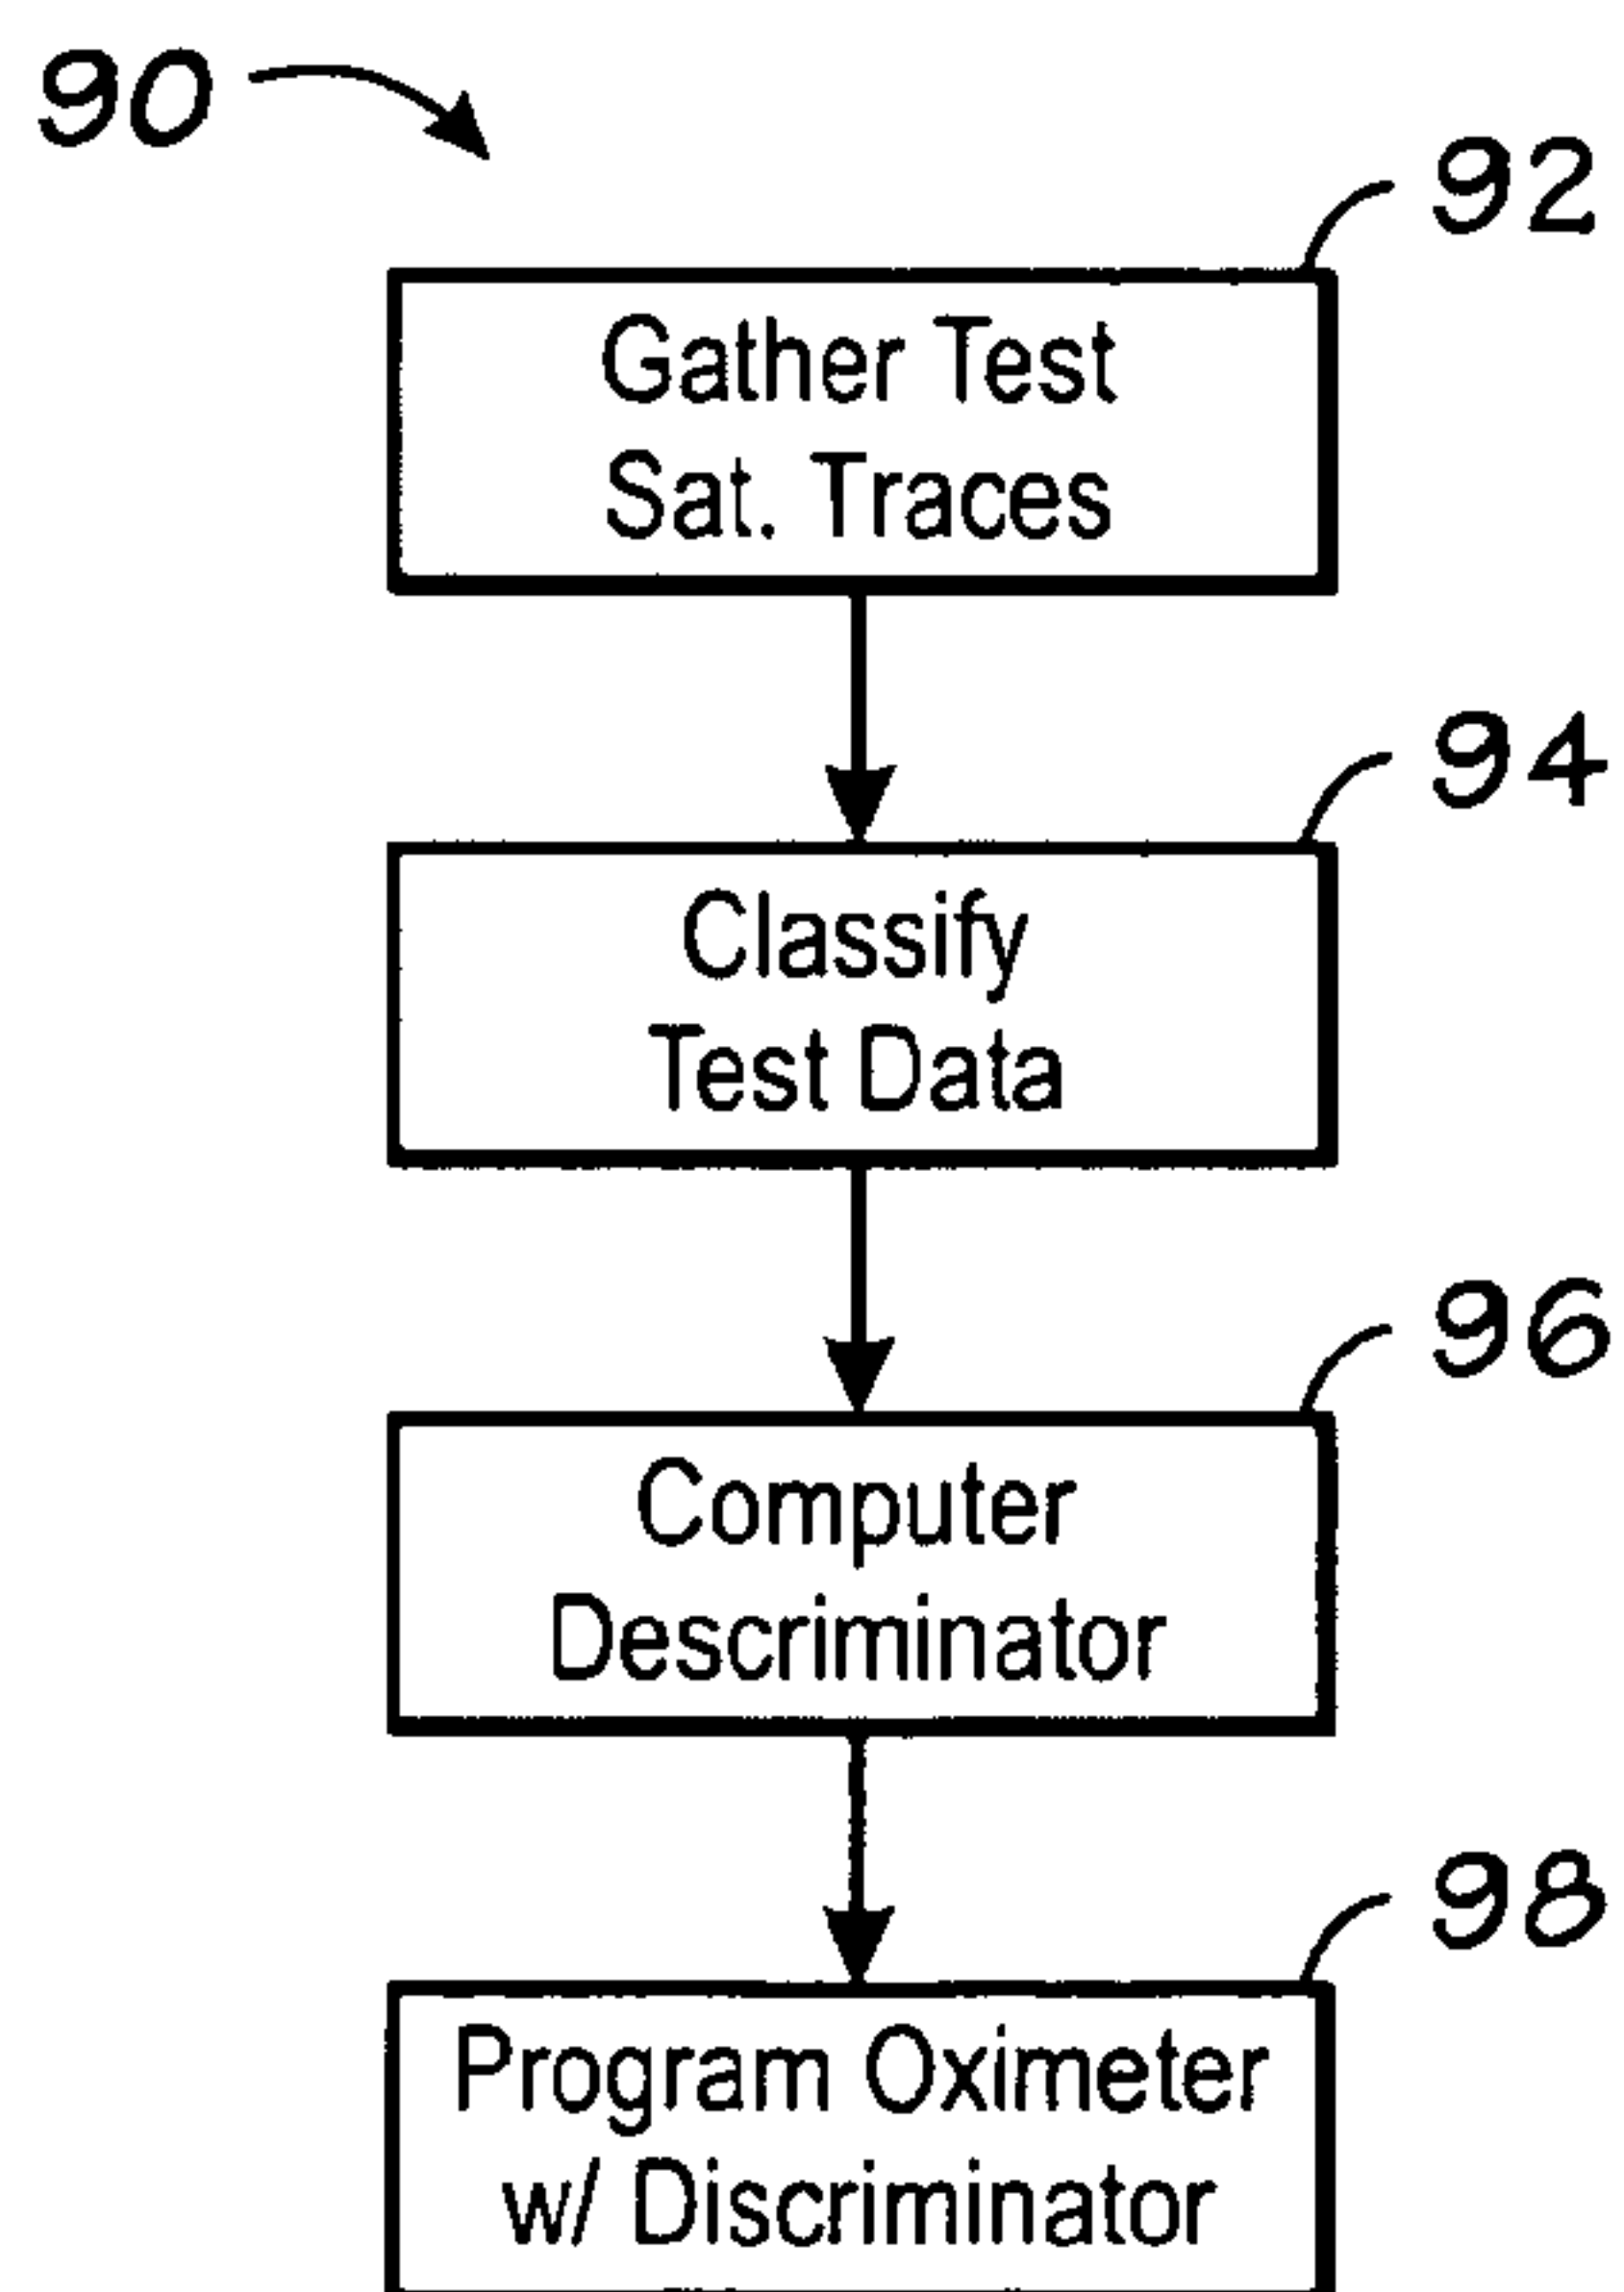 90
92
Gather Test
Sat. Traces
94
Classify
Test Data
96
Computer
Descriminator
98
Program Oximeter
w/ Discriminator